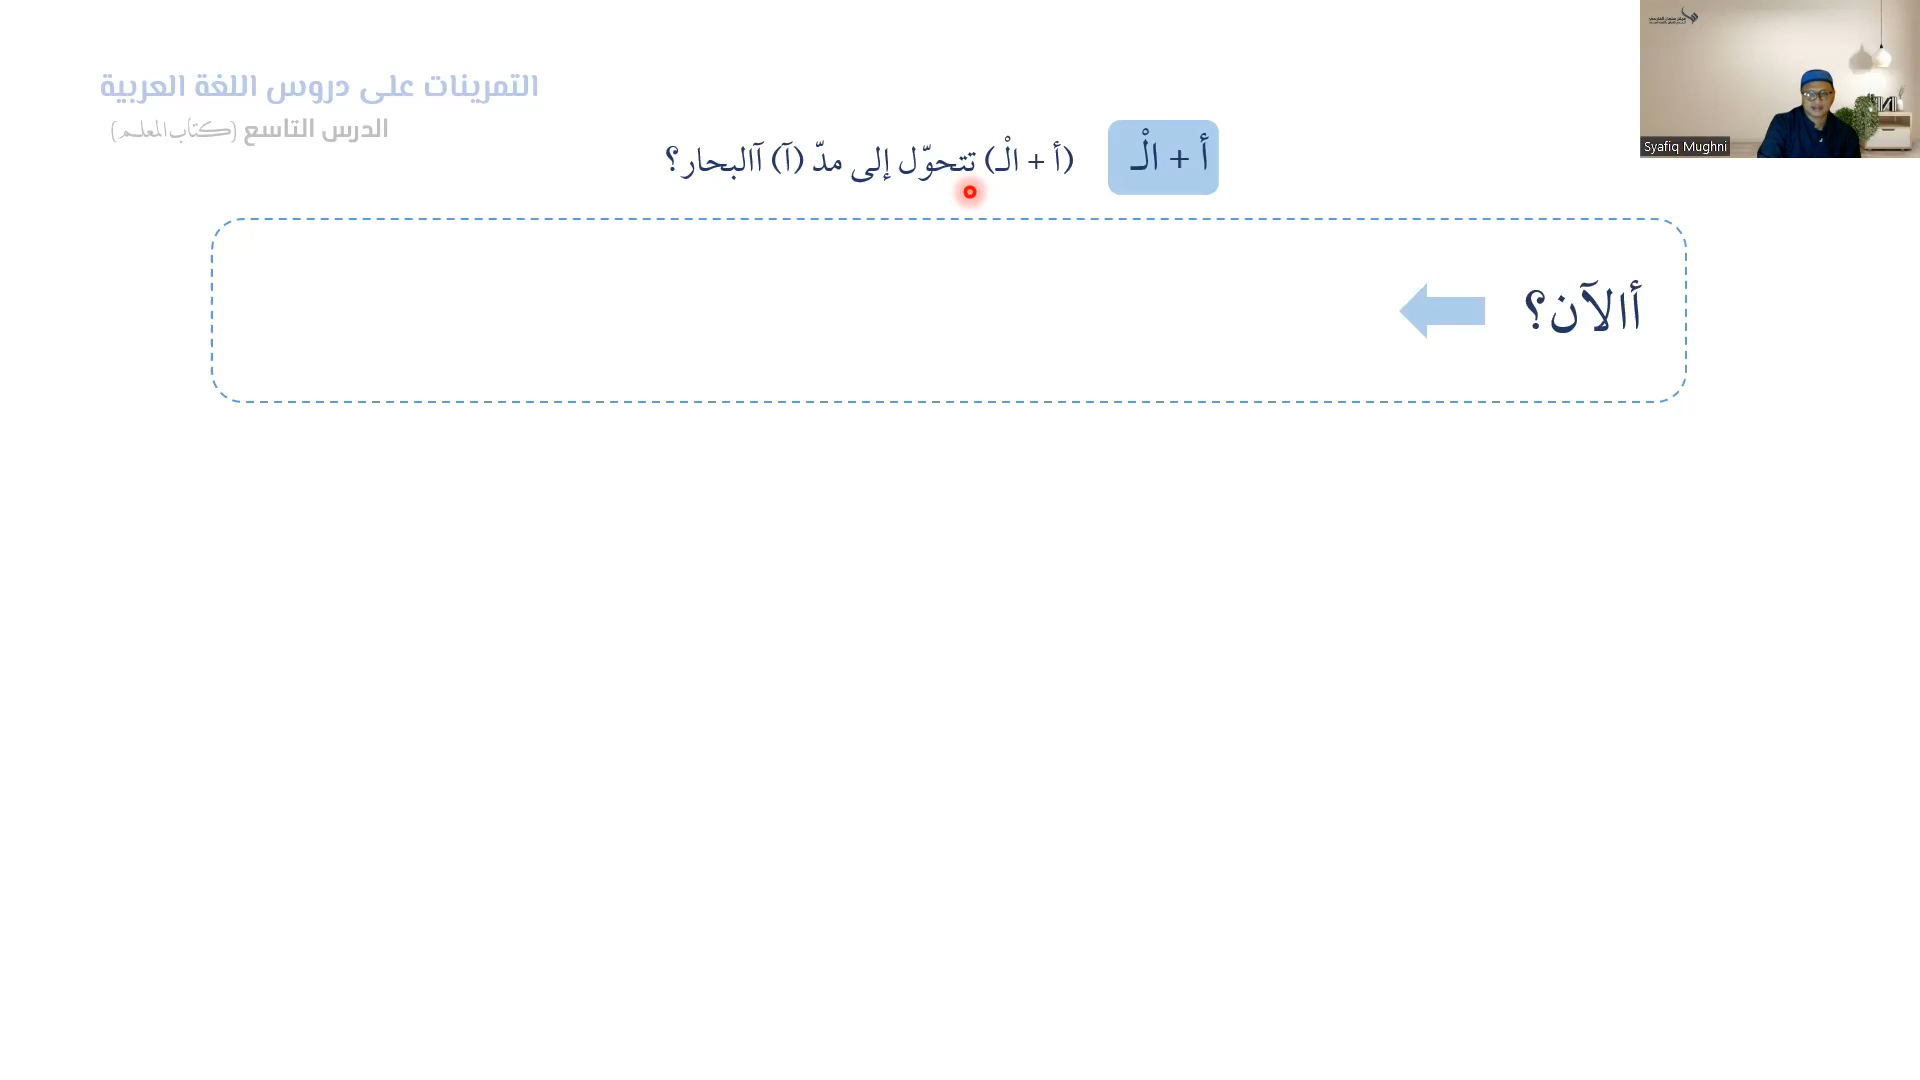 التمرينات على دروس اللغة العربية
الدرس التاسع (كتاب المعلم)
أ + الْـ
(أ + الْـ) تتحوّل إلى مدّ (آ) آالبحار؟
أالآن؟
Syafiq Mughni